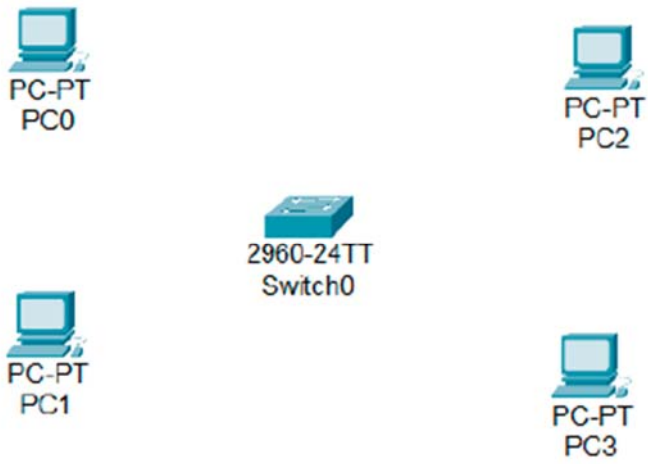 PC-PT
PC0
PC-PT
PC2
2960-24TT
Switch0
PC-PT
PC1
PC-PT
PC3